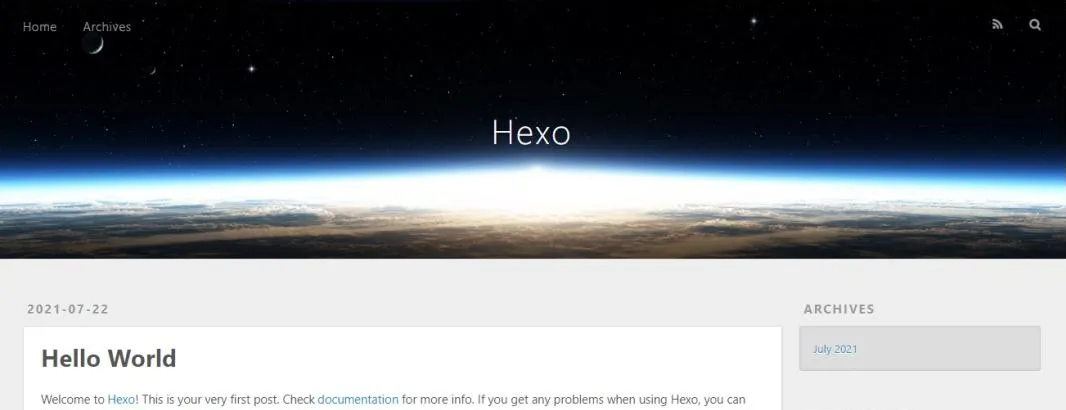 Home Archives
Hexo
2021-07-22
ARCHIVES
Hello World
July 2021
Welcome to Hexo! This is your very first post. Check documentation for more info. If you get any problems when using Hexo, you can